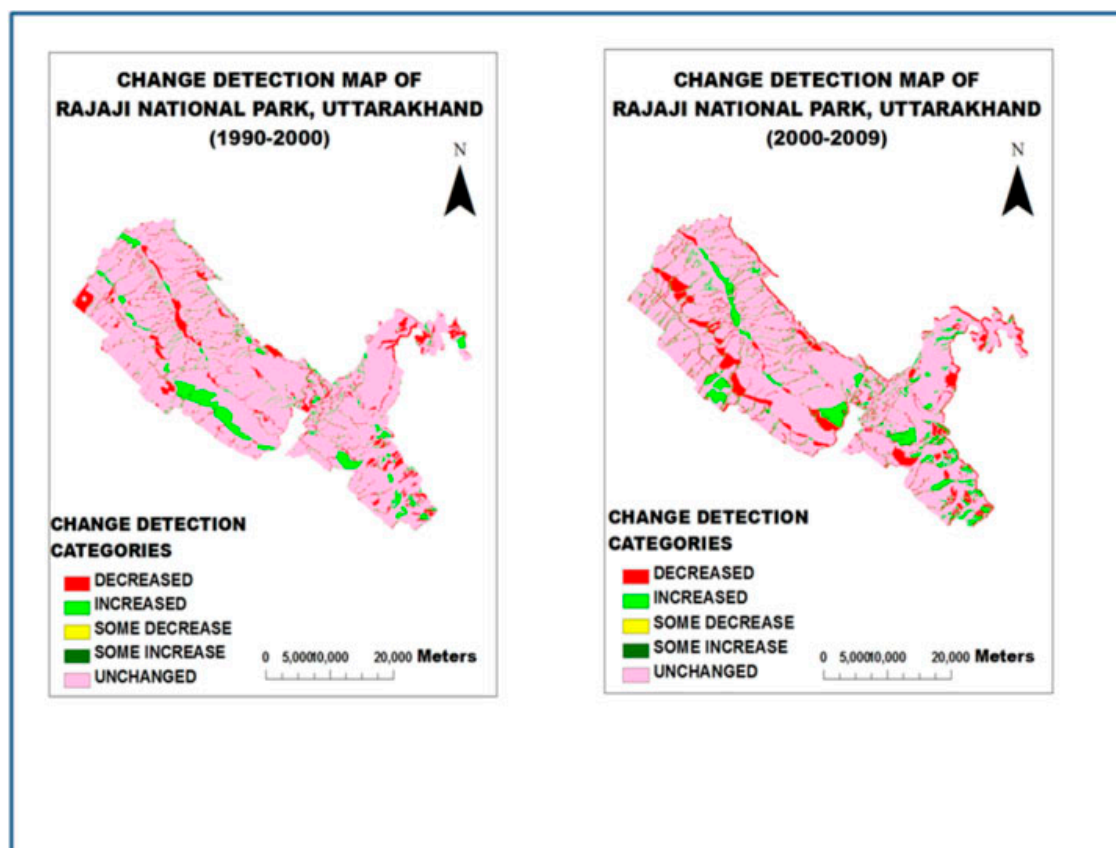 CHANGE DETECTION MAP OF
RAJAJI NATIONAL PARK, UTTARAKHAND
(1990-2000)
N
CHANGE DETECTION
CATEGORIES
DECREASED
INCREASED
SOME DECREASE
SOME INCREASE
UNCHANGED
0 5,00010,000 20,000 Meters
CHANGE DETECTION MAP OF
RAJAJI NATIONAL PARK, UTTARAKHAND
(2000-2009)
N
CHANGE DETECTION
CATEGORIES
DECREASED
INCREASED
SOME DECREASE
SOME INCREASE
UNCHANGED
0 5,00010,000 20,000 Meters